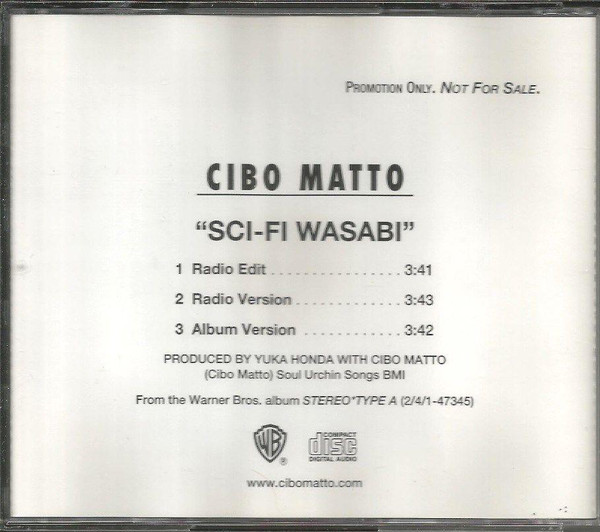 PROMOTION ONLY. NOT FOR SALE.
CIBO MATTO
“SCI-FI WASABI”
1 Radio Edit . . . . . . . . . . . . . . . . 3:41
2 Radio Version . . . . . . . . . . . . . 3:43
3 Album Version . . . . . . . . . . . . 3:42
PRODUCED BY YUKA HONDA WITH CIBO MATTO
(Cibo Matto) Soul Urchin Songs BMI
From the Warner Bros. album STEREO*TYPE A (2/4/1-47345)
WB ®
COMPACT
disc
DIGITAL AUDIO
www.cibomatto.com